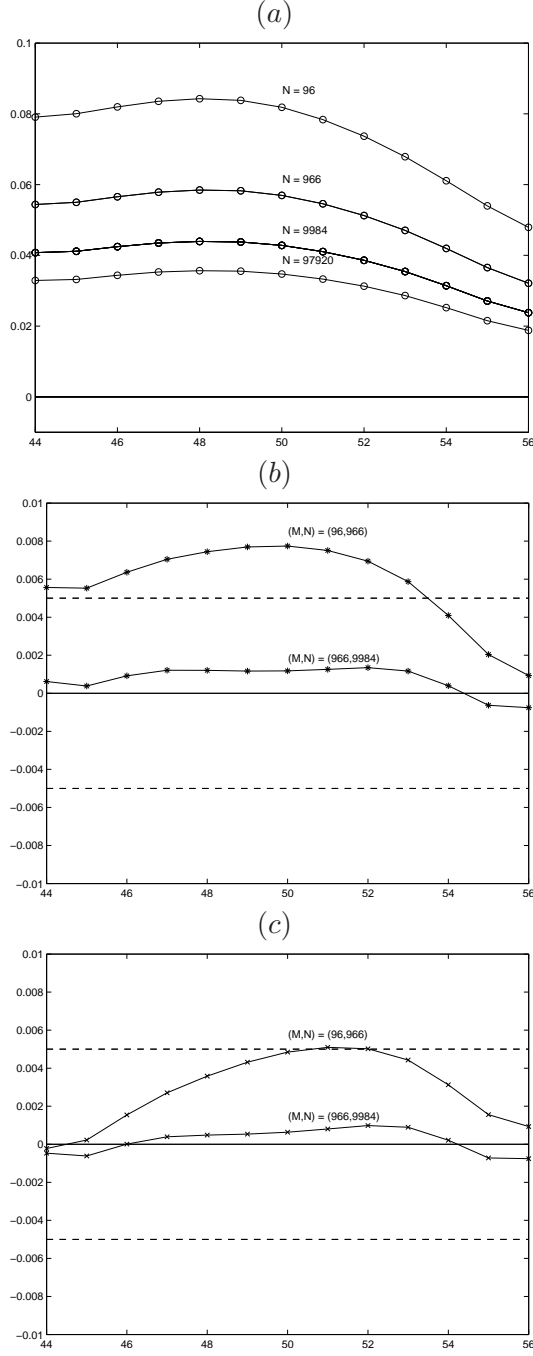 (a)
0.1
0.08
0.06
0.04
0.02
0
N = 96
N = 966
N = 9984
N = 97920
44 46 48 50 52 54 56
(b)
0.01
0.008
0.006
0.004
0.002
0
−0.002
−0.004
−0.006
−0.008
−0.01
(M,N) = (96,966)
(M,N) = (966,9984)
44 46 48 50 52 54 56
(c)
0.01
0.008
0.006
0.004
0.002
0
−0.002
−0.004
−0.006
−0.008
−0.01
(M,N) = (96,966)
(M,N) = (966,9984)
44 46 48 50 52 54 56